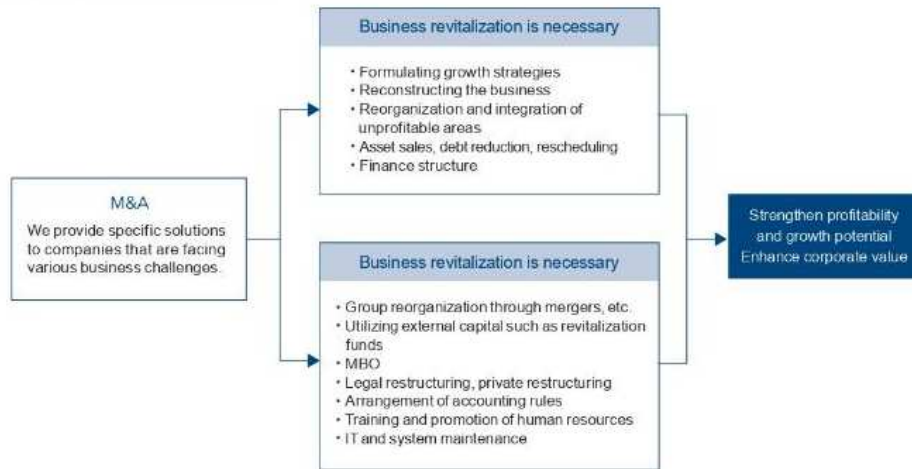 M&A
We provide specific solutions
to companies that are facing
various business challenges.
Business revitalization is necessary
• Formulating growth strategies
• Reconstructing the business
• Reorganization and integration of
unprofitable areas
• Asset sales, debt reduction, rescheduling
• Finance structure
Business revitalization is necessary
• Group reorganization through mergers, etc.
• Utilizing external capital such as revitalization
funds
• MBO
• Legal restructuring, private restructuring
• Arrangement of accounting rules
• Training and promotion of human resources
• IT and system maintenance
Strengthen profitability
and growth potential
Enhance corporate value